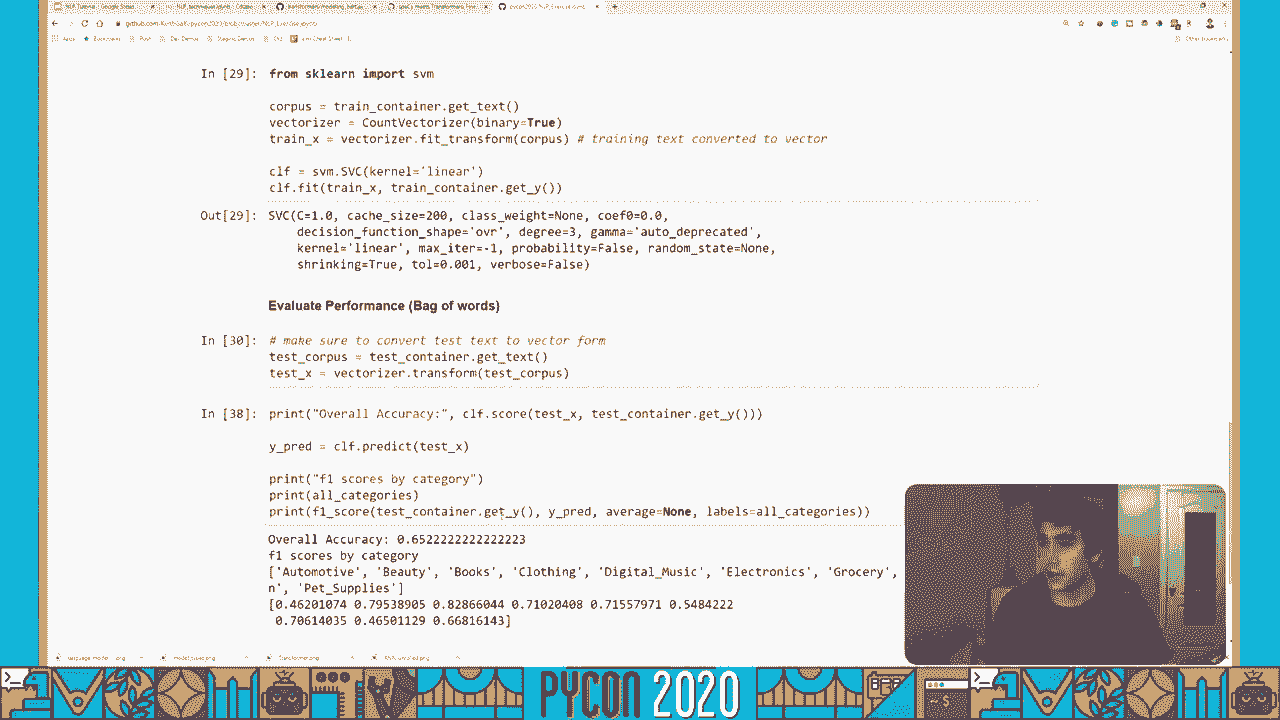 In [29]: from sklearn import svm
corpus = train_container.get_text()
vectorizer = CountVectorizer(binary=True)
train_x = vectorizer.fit_transform(corpus) # training text converted to vector
clf = svm.SVC(kernel='linear')
clf.fit(train_x, train_container.get_y())
Out[29]: SVC(C=1.0, cache_size=200, class_weight=None, coef0=0.0,
decision_function_shape='ovr', degree=3, gamma='auto_deprecated',
kernel='linear', max_iter=-1, probability=False, random_state=None,
shrinking=True, tol=0.001, verbose=False)
Evaluate Performance (Bag of words)
In [30]: # make sure to convert test text to vector form
test_corpus = test_container.get_text()
test_x = vectorizer.transform(test_corpus)
In [38]: print("Overall Accuracy:", clf.score(test_x, test_container.get_y()))
y_pred = clf.predict(test_x)
print("f1 scores by category")
print(all_categories)
print(f1_score(test_container.get_y(), y_pred, average=None, labels=all_categories))
Overall Accuracy: 0.6522222222222223
f1 scores by category
['Automotive', 'Beauty', 'Books', 'Clothing', 'Digital_Music', 'Electronics', 'Grocery',
n', 'Pet_Supplies']
[0.46201074 0.79538905 0.82866044 0.71020408 0.71557971 0.5484222
0.70614035 0.46501129 0.66816143]
PYCON 2020